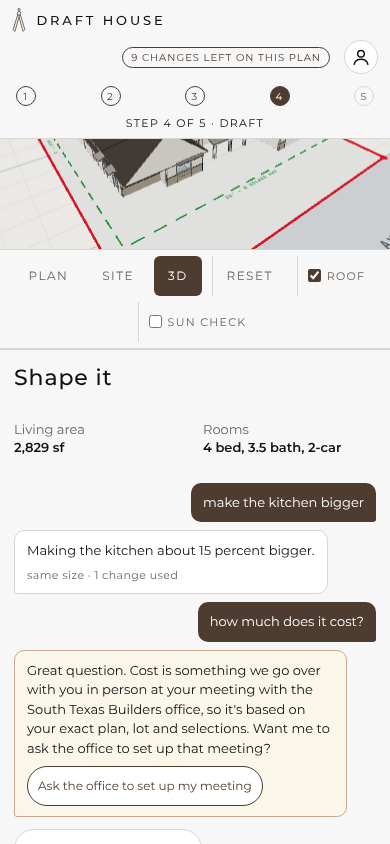 DRAFT HOUSE
9 CHANGES LEFT ON THIS PLAN
1 2 3 4 5
STEP 4 OF 5 · DRAFT
PLAN SITE 3D RESET ROOF
SUN CHECK
Shape it
Living area Rooms
2,829 sf 4 bed, 3.5 bath, 2-car
make the kitchen bigger
Making the kitchen about 15 percent bigger.
same size · 1 change used
how much does it cost?
Great question. Cost is something we go over
with you in person at your meeting with the
South Texas Builders office, so it's based on
your exact plan, lot and selections. Want me to
ask the office to set up that meeting?
Ask the office to set up my meeting